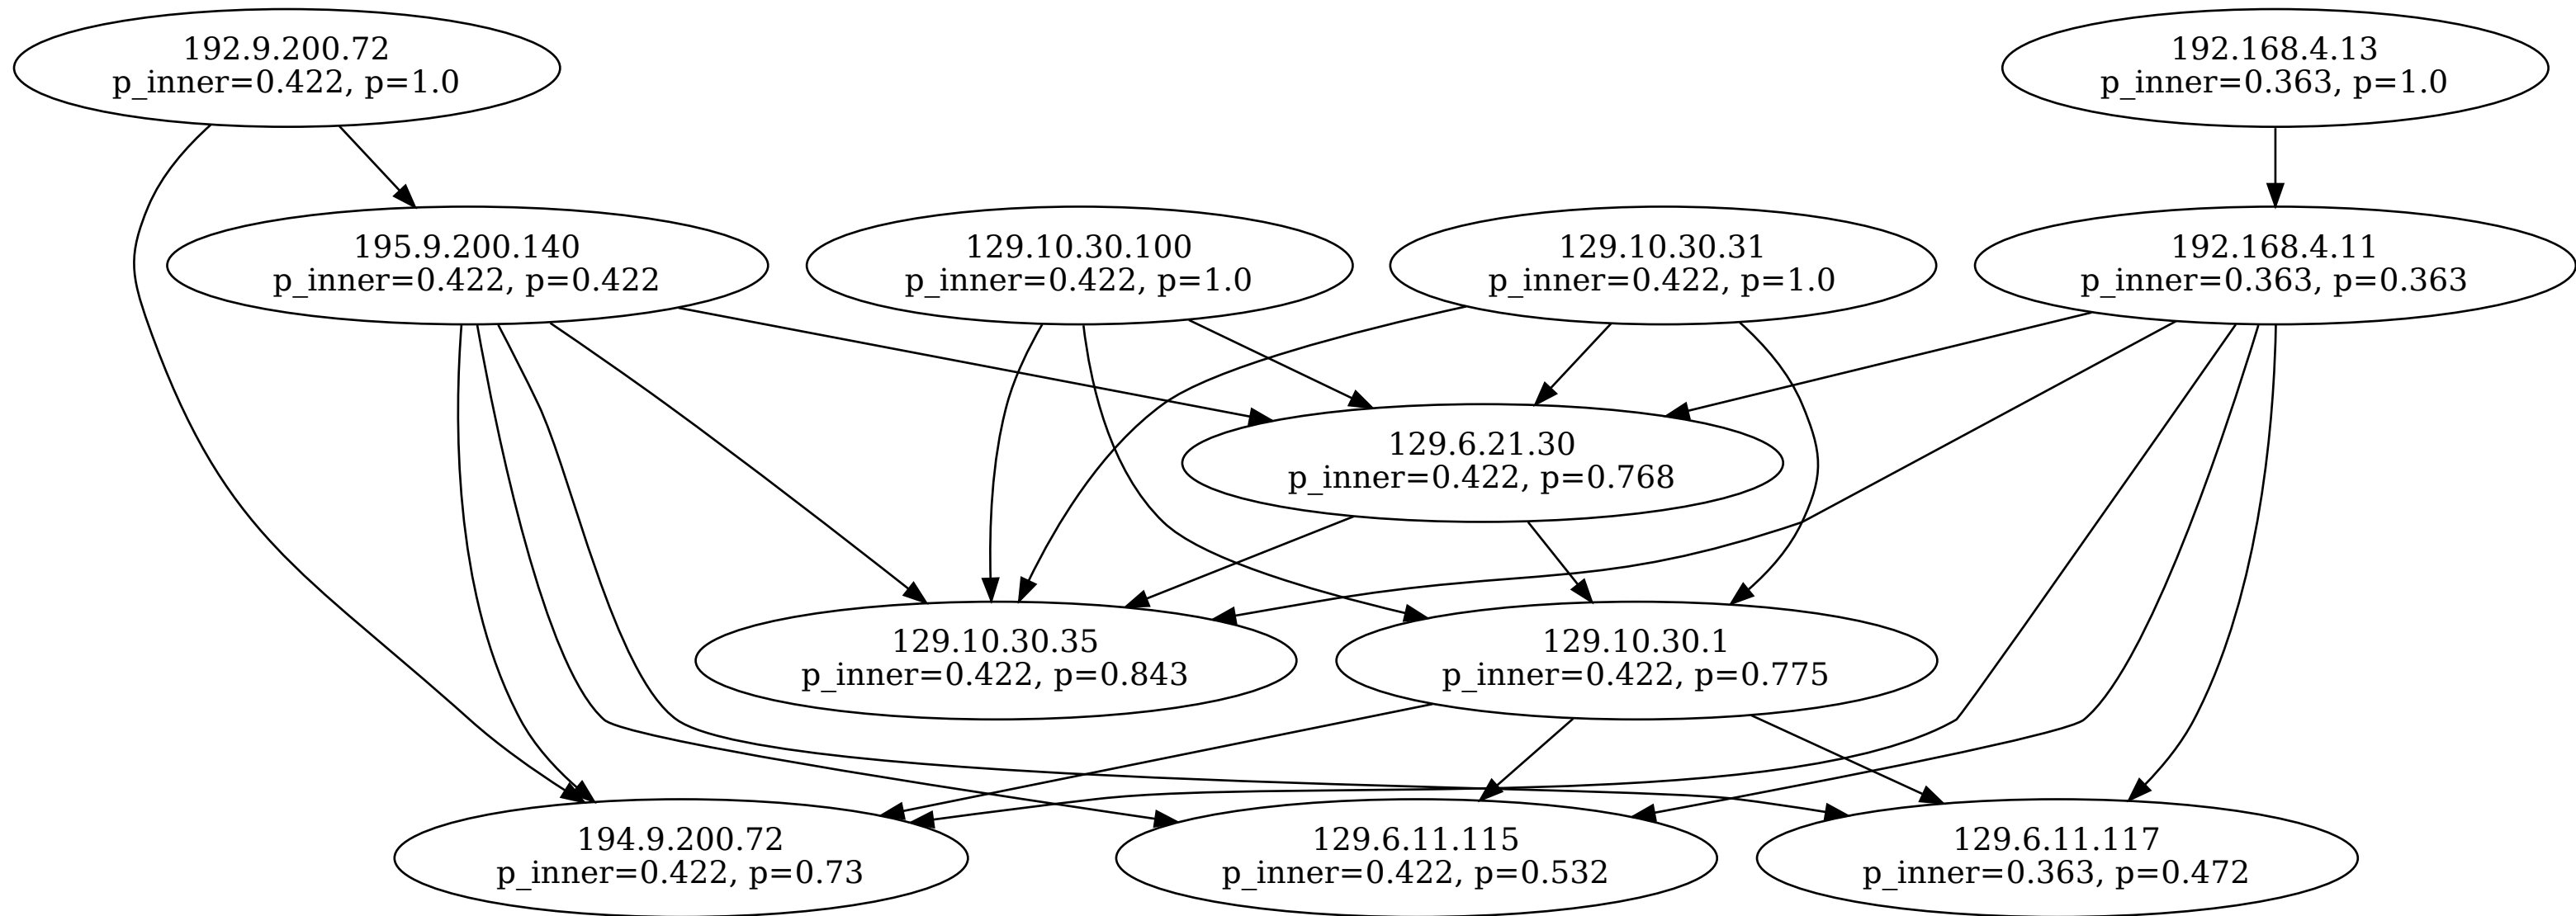 192.9.200.72
p_inner=0.422, p=1.0
192.168.4.13
p_inner=0.363, p=1.0
195.9.200.140
p_inner=0.422, p=0.422
129.10.30.100
p_inner=0.422, p=1.0
129.10.30.31
p_inner=0.422, p=1.0
192.168.4.11
p_inner=0.363, p=0.363
129.6.21.30
p_inner=0.422, p=0.768
129.10.30.35
p_inner=0.422, p=0.843
129.10.30.1
p_inner=0.422, p=0.775
194.9.200.72
p_inner=0.422, p=0.73
129.6.11.115
p_inner=0.422, p=0.532
129.6.11.117
p_inner=0.363, p=0.472